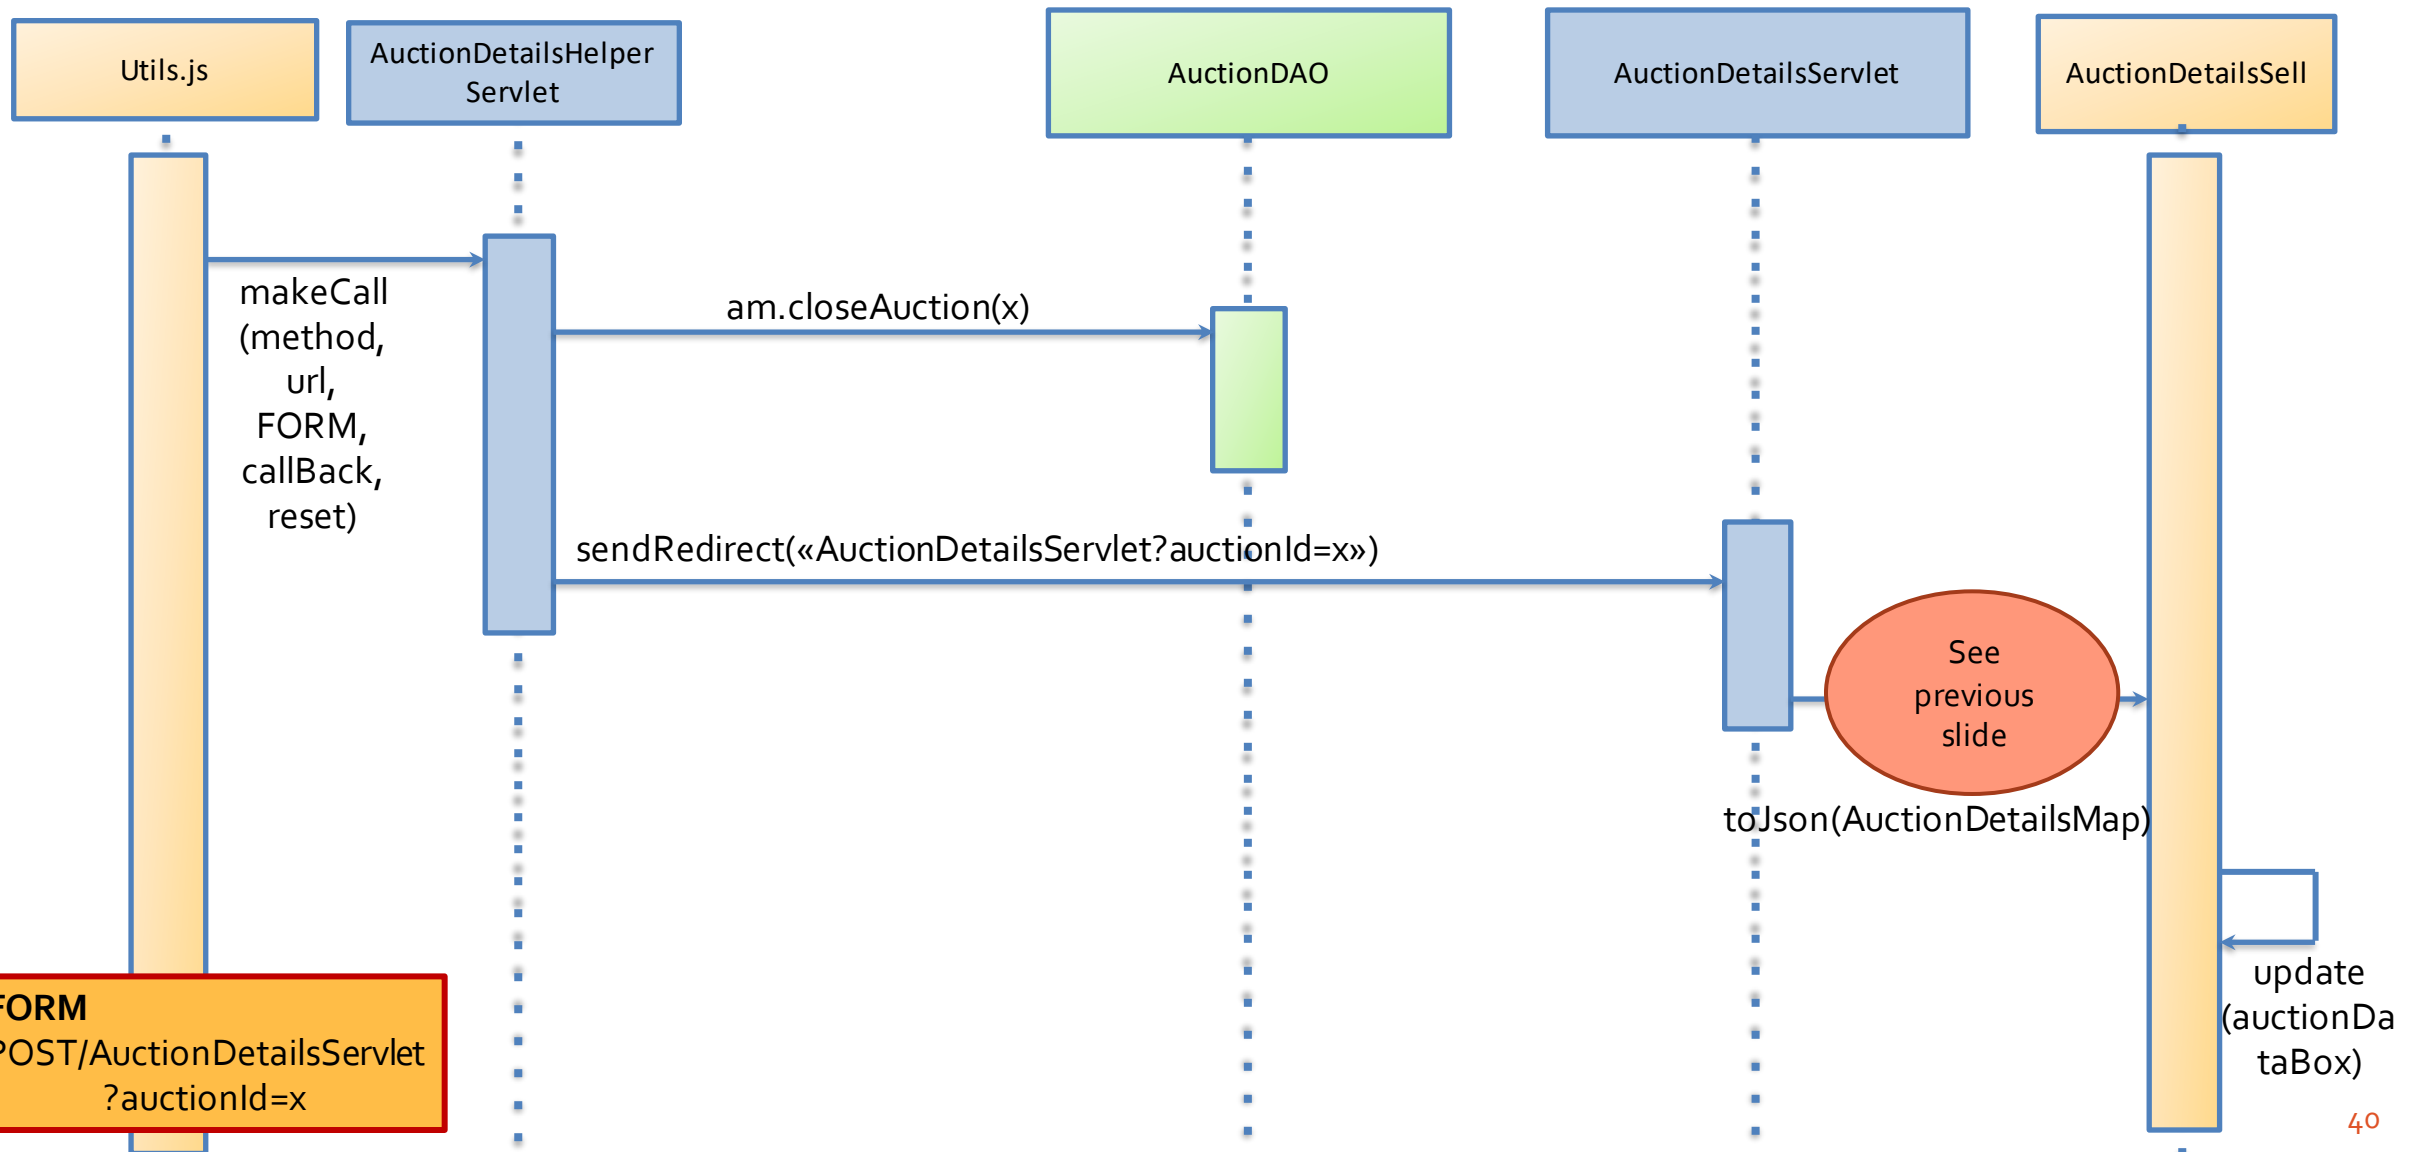 Utils.js
AuctionDetailsHelper
Servlet
AuctionDAO
AuctionDetailsServlet
AuctionDetailsSell
makeCall
(method,
url,
FORM,
callBack,
reset)
am.closeAuction(x)
sendRedirect(«AuctionDetailsServlet?auctionId=x»)
See
previous
slide
toJson(AuctionDetailsMap)
update
(auctionDa
taBox)
FORM
POST/AuctionDetailsServlet
?auctionId=x
40